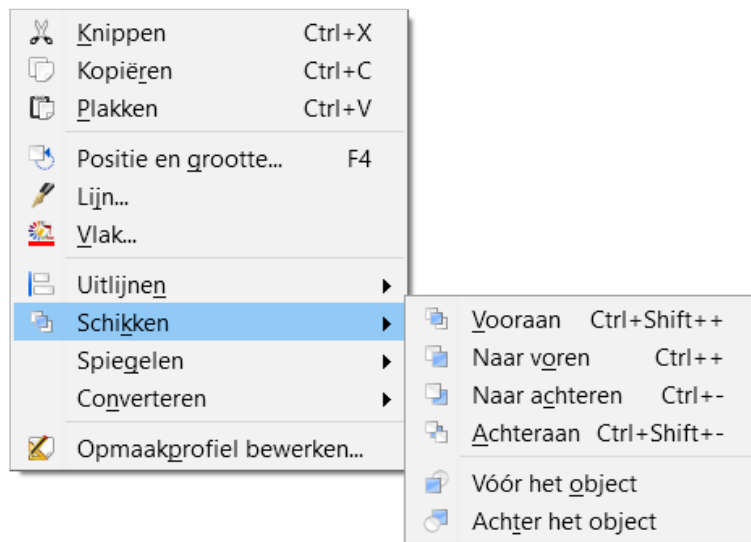 Knippen Ctrl+X
Kopiëren Ctrl+C
Plakken Ctrl+V
Positie en grootte... F4
Lijn...
Vlak...
Uitlijnen
Schikken
Spiegelen
Converteren
Opmaakprofiel bewerken...
Vooraan Ctrl+Shift++
Naar voren Ctrl++
Naar achteren Ctrl+-
Achteraan Ctrl+Shift+-
Vóór het object
Achter het object